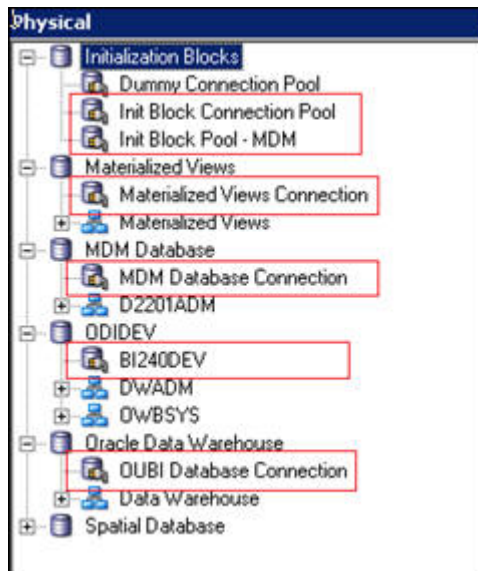 Physical
Initialization Blocks
Dummy Connection Pool
Init Block Connection Pool
Init Block Pool - MDM
Materialized Views
Materialized Views Connection
Materialized Views
MDM Database
MDM Database Connection
D2201ADM
ODIDEV
BI240DEV
DWADM
OWBSYS
Oracle Data Warehouse
OUBI Database Connection
Data Warehouse
Spatial Database